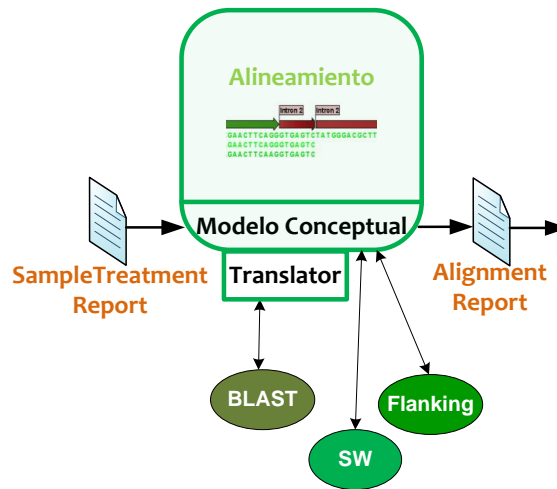 Alineamiento
Intron 2 Intron 2
GAACTTCAGGGTGAGTCTATGGGACGCTT
GAACTTCAGGGTGAGTC
GAACTTCAAGGTGAGTC
Modelo Conceptual
SampleTreatment
Report
Translator
Alignment
Report
BLAST
Flanking
SW